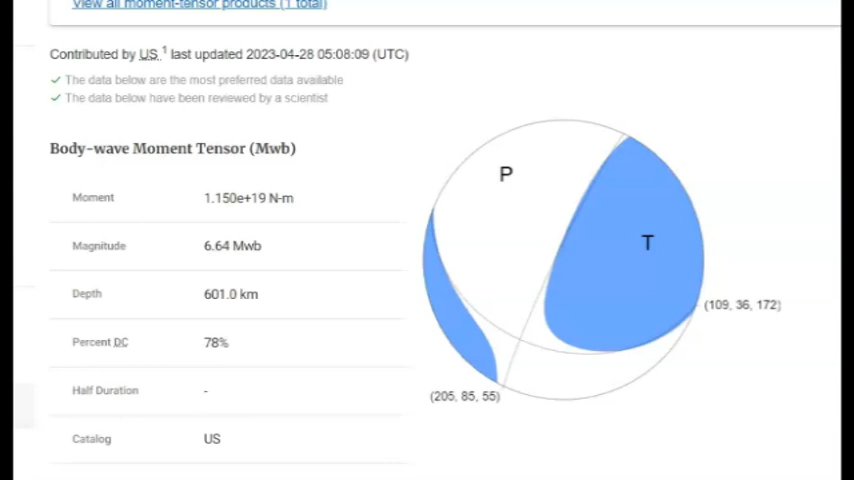 View all moment-tensor products (1 total)
Contributed by US 1 last updated 2023-04-28 05:08:09 (UTC)
✓ The data below are the most preferred data available
✓ The data below have been reviewed by a scientist
Body-wave Moment Tensor (Mwb)
Moment 1.150e+19 N-m
Magnitude 6.64 Mwb
Depth 601.0 km
Percent DC 78%
Half Duration -
Catalog US
P
T
(109, 36, 172)
(205, 85, 55)